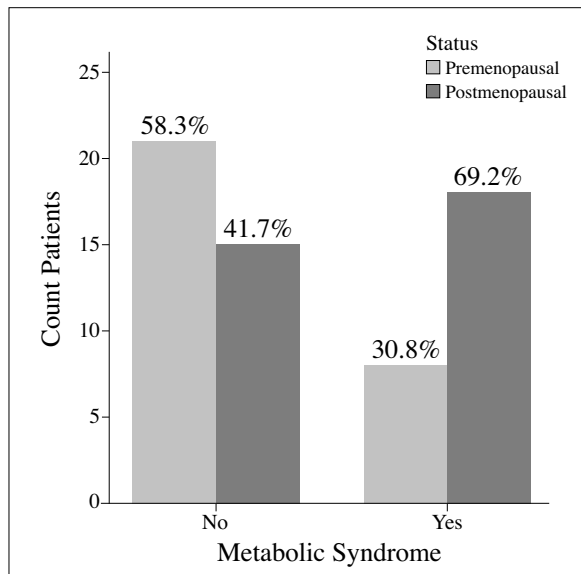 Status
Premenopausal
Postmenopausal
25
20
15
10
5
0
Count Patients
58.3%
41.7%
30.8%
69.2%
No
Yes
Metabolic Syndrome